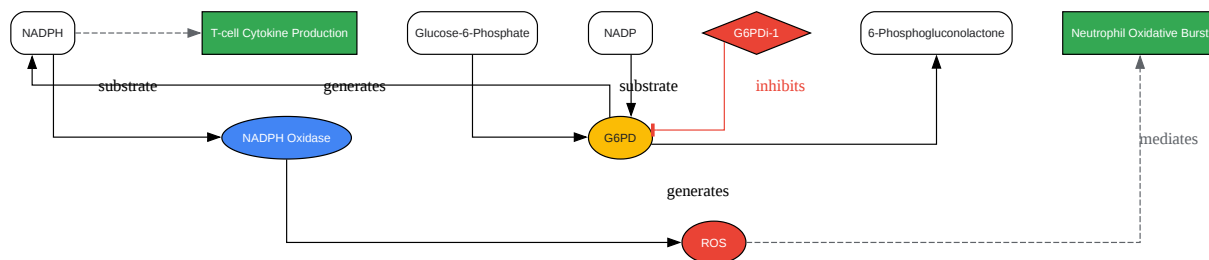 NADPH
T-cell Cytokine Production
Glucose-6-Phosphate
NADP
G6PDi-1
6-Phosphogluconolactone
Neutrophil Oxidative Burst
substrate
generates
substrate
inhibits
NADPH Oxidase
G6PD
mediates
generates
ROS